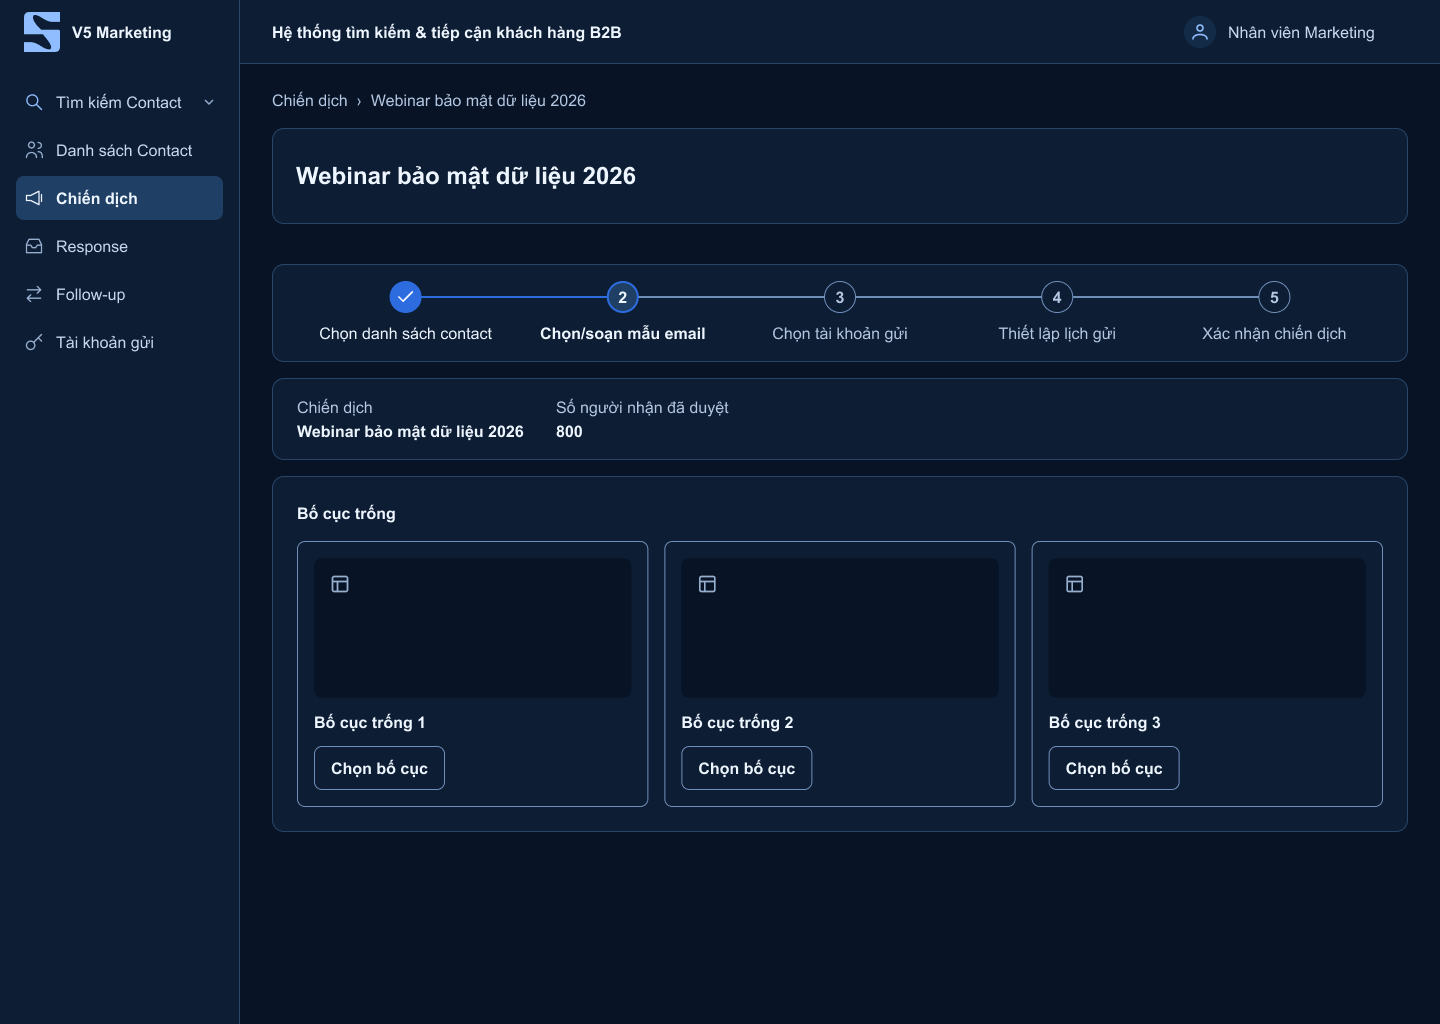 V5 Marketing
Hệ thống tìm kiếm & tiếp cận khách hàng B2B
Nhân viên Marketing
Tìm kiếm Contact
Danh sách Contact
Chiến dịch
Response
Follow-up
Tài khoản gửi
Chiến dịch › Webinar bảo mật dữ liệu 2026
Webinar bảo mật dữ liệu 2026
2 3 4 5
Chọn danh sách contact
Chọn/soạn mẫu email
Chọn tài khoản gửi
Thiết lập lịch gửi
Xác nhận chiến dịch
Chiến dịch
Webinar bảo mật dữ liệu 2026
Số người nhận đã duyệt
800
Bố cục trống
Bố cục trống 1
Chọn bố cục
Bố cục trống 2
Chọn bố cục
Bố cục trống 3
Chọn bố cục